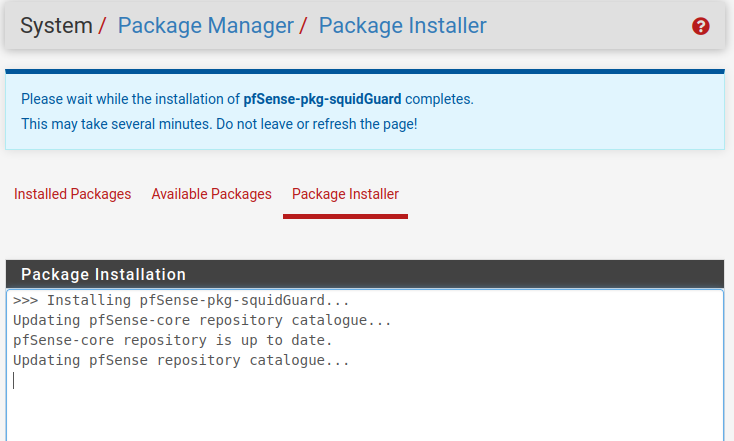 System / Package Manager / Package Installer
Please wait while the installation of pfSense-pkg-squidGuard completes.
This may take several minutes. Do not leave or refresh the page!
Installed Packages Available Packages Package Installer
Package Installation
>>> Installing pfSense-pkg-squidGuard...
Updating pfSense-core repository catalogue...
pfSense-core repository is up to date.
Updating pfSense repository catalogue...